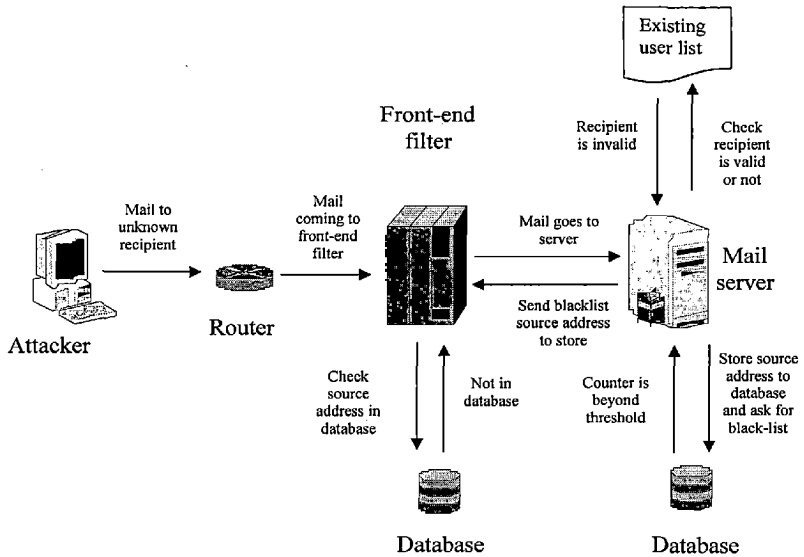 Existing
user list
Front-end
filter
Recipient
is invalid
Check
recipient
is valid
or not
Mail to
unknown
recipient
Mail
coming to
front-end
filter
Mail goes to
server
Mail
server
Send blacklist
source address
to store
Router
Attacker
Check
source
address in
database
Not in
database
Counter is
beyond
threshold
Store source
address to
database
and ask for
black-list
Database
Database